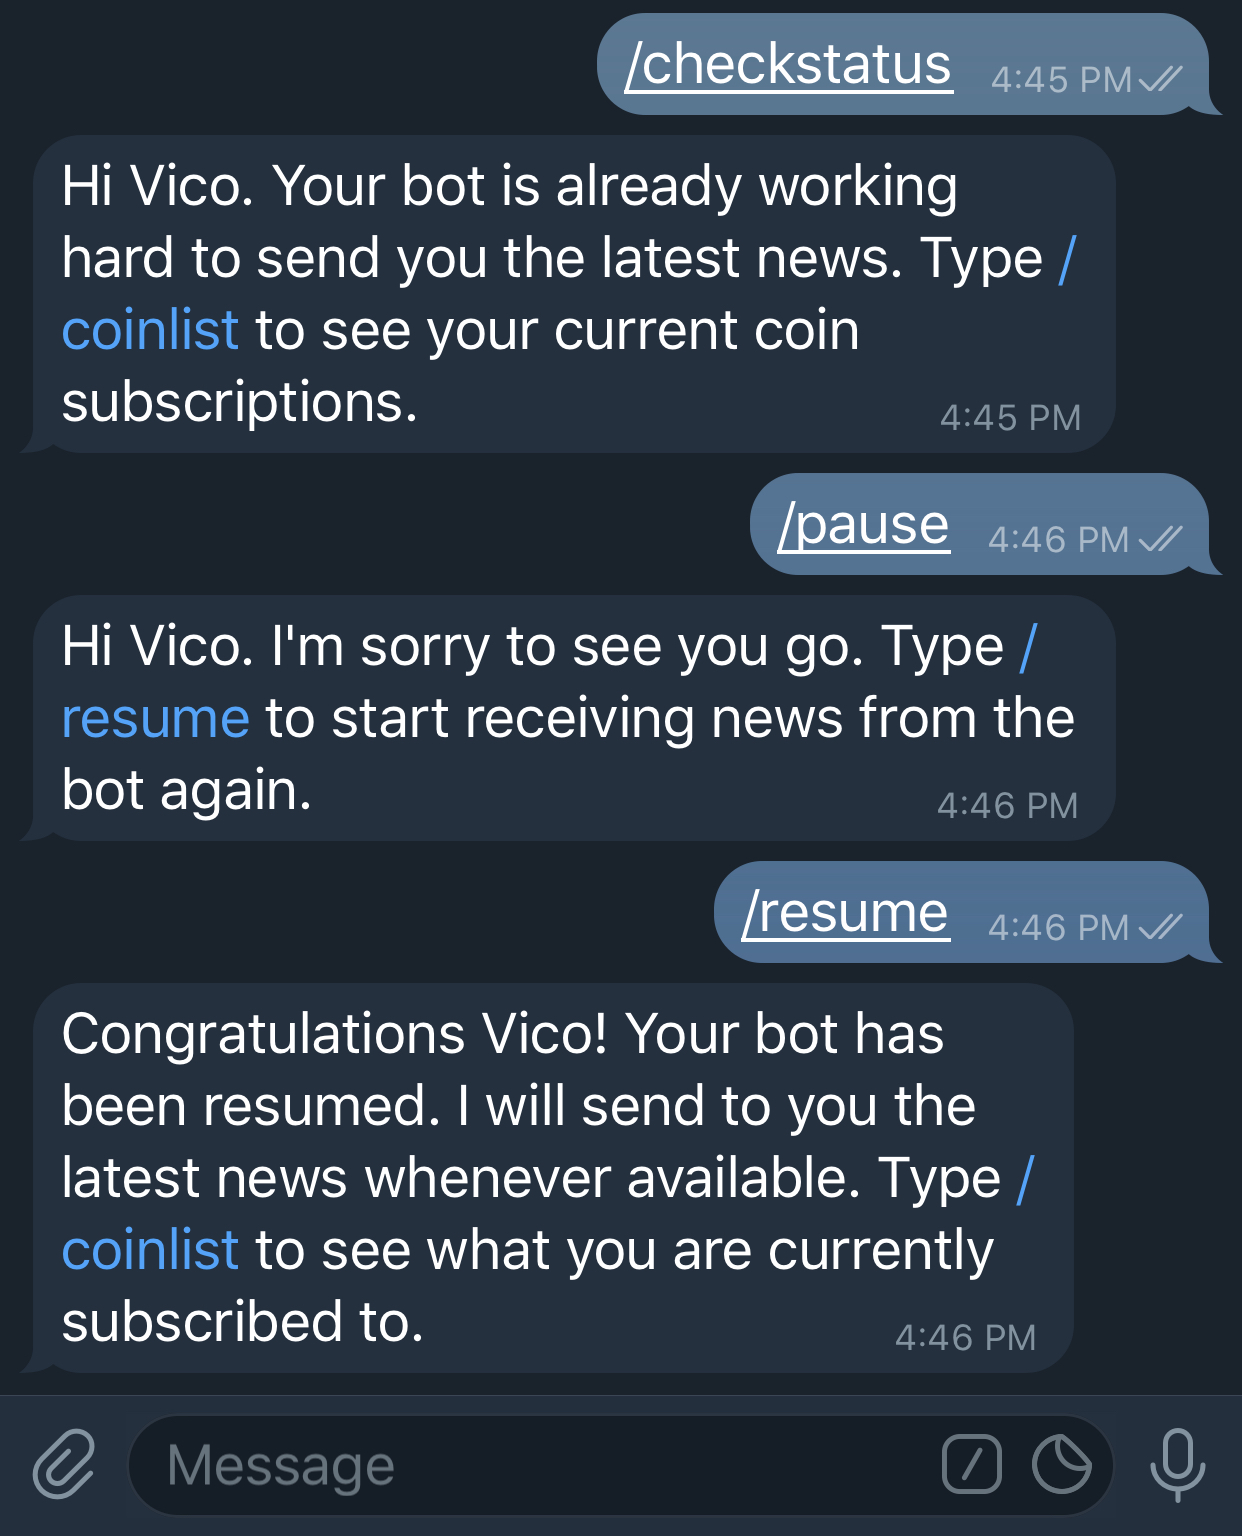 /checkstatus 4:45 PM
Hi Vico. Your bot is already working
hard to send you the latest news. Type /
coinlist to see your current coin
subscriptions.
4:45 PM
/pause 4:46 PM
Hi Vico. I'm sorry to see you go. Type /
resume to start receiving news from the
bot again.
4:46 PM
/resume 4:46 PM
Congratulations Vico! Your bot has
been resumed. I will send to you the
latest news whenever available. Type /
coinlist to see what you are currently
subscribed to.
4:46 PM
Message